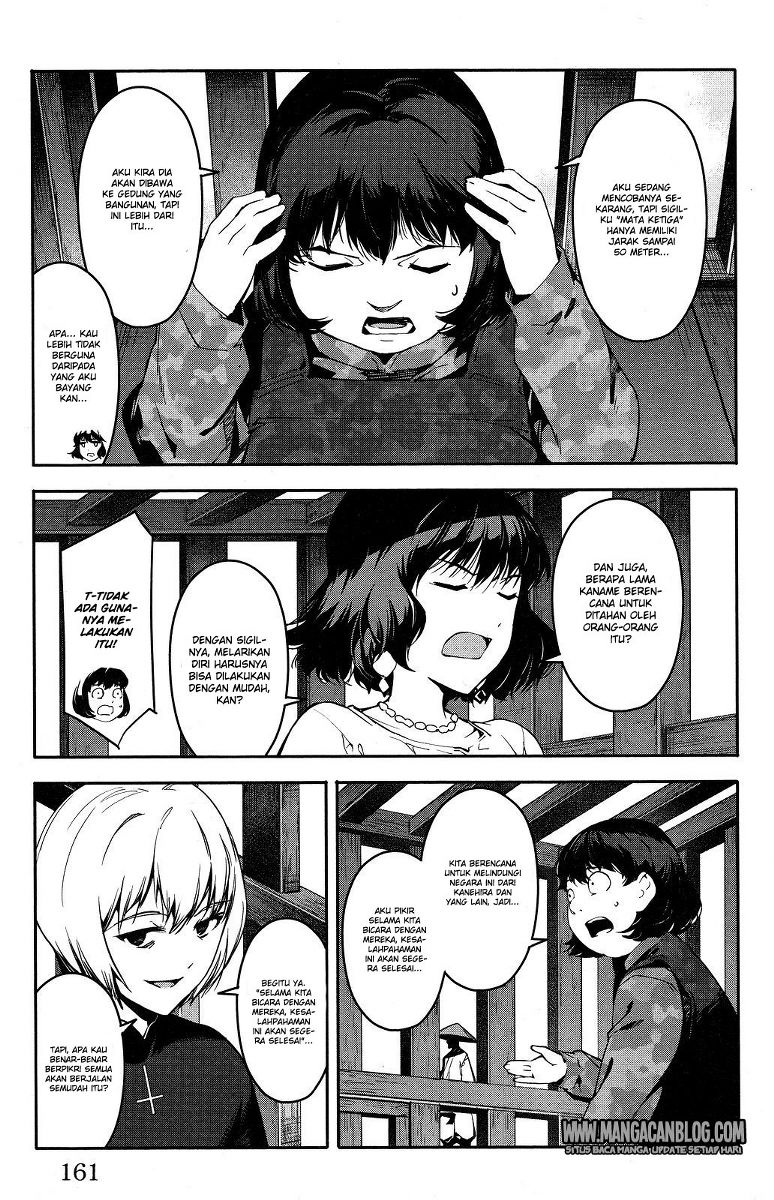 AKU SEDANG
MENCOBANYA SE-
KARANG, TAPI SIGIL-
KU "MATA KETIGA"
HANYA MEMILIKI
JARAK SAMPAI
50 METER...
AKU KIRA DIA
AKAN DIBAWA
KE GEDUNG YANG
BANGUNAN, TAPI
INI LEBIH DARI
ITU...
APA... KAU
LEBIH TIDAK
BERGUNA
DARIPADA
YANG AKU
BAYANG
KAN...
DAN JUGA,
BERAPA LAMA
KANAME BEREN-
CANA UNTUK
DITAHAN OLEH
ORANG-ORANG
ITU?
DENGAN SIGIL-
NYA, MELARIKAN
DIRI HARUSNYA
BISA DILAKUKAN
DENGAN MUDAH,
KAN?
T-TIDAK
ADA GUNA-
NYA ME-
LAKUKAN
ITU!
KITA BERENCANA
UNTUK MELINDUNGI
NEGARA INI DARI
KANEHIRA DAN
YANG LAIN, JADI...
AKU PIKIR
SELAMA KITA
BICARA DENGAN
MEREKA, KESA-
LAHPAHAMAN
INI AKAN SEGE-
RA SELESAI...
BEGITU YA.
"SELAMA KITA
BICARA DENGAN
MEREKA, KESA-
LAHPAHAMAN
INI AKAN SEGE-
RA SELESAI"...
TAPI, APA KAU
BENAR-BENAR
BERPIKRI SEMUA
AKAN BERJALAN
SEMUDAH ITU?
WWW.MANGACANBLOG.COM
SITUS BACA MANGA UPDATE SETIAP HARI
161